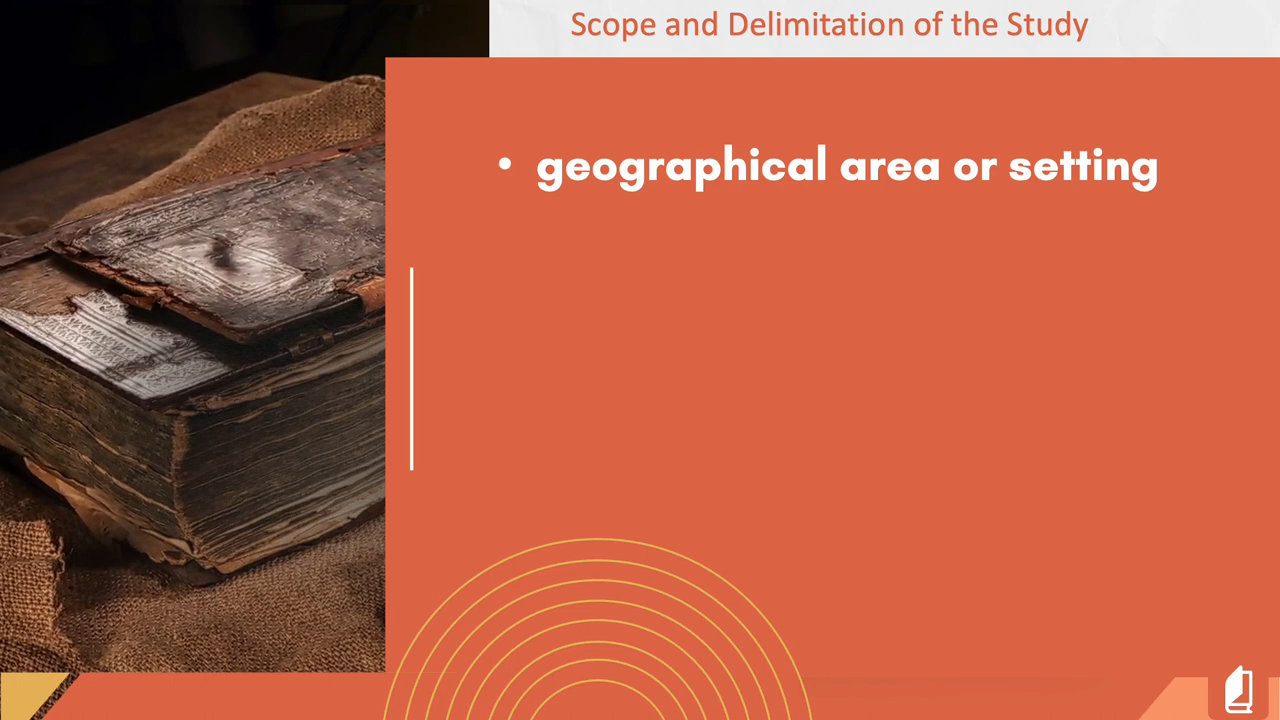 Scope and Delimitation of the Study
• geographical area or setting